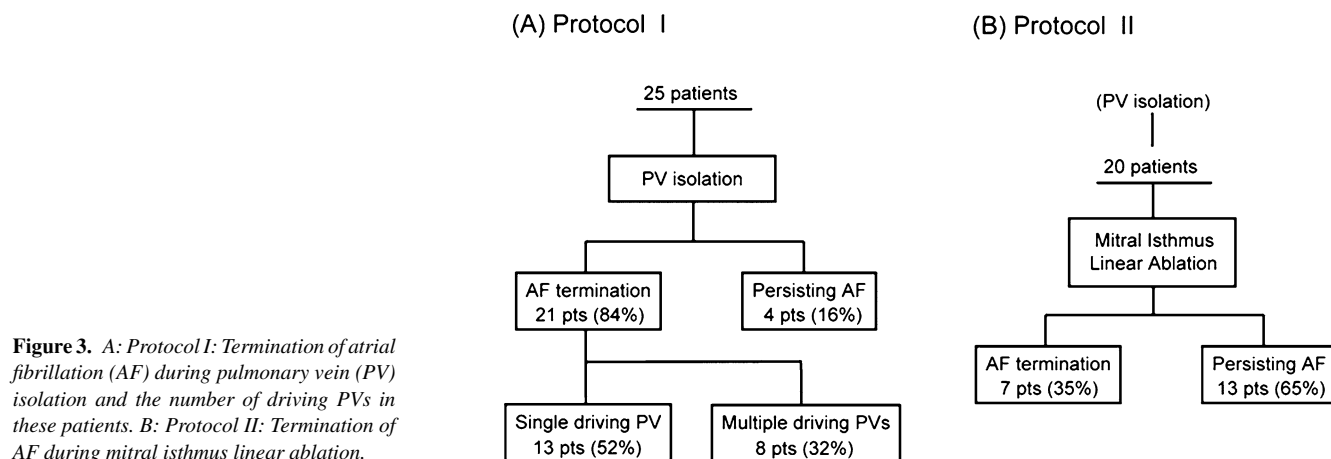 (A) Protocol I
25 patients
PV isolation
AF termination
21 pts (84%)
Persisting AF
4 pts (16%)
Single driving PV
13 pts (52%)
Multiple driving PVs
8 pts (32%)
(B) Protocol II
(PV isolation)
20 patients
Mitral Isthmus
Linear Ablation
AF termination
7 pts (35%)
Persisting AF
13 pts (65%)
Figure 3. A: Protocol I: Termination of atrial
fibrillation (AF) during pulmonary vein (PV)
isolation and the number of driving PVs in
these patients. B: Protocol II: Termination of
AF during mitral isthmus linear ablation.